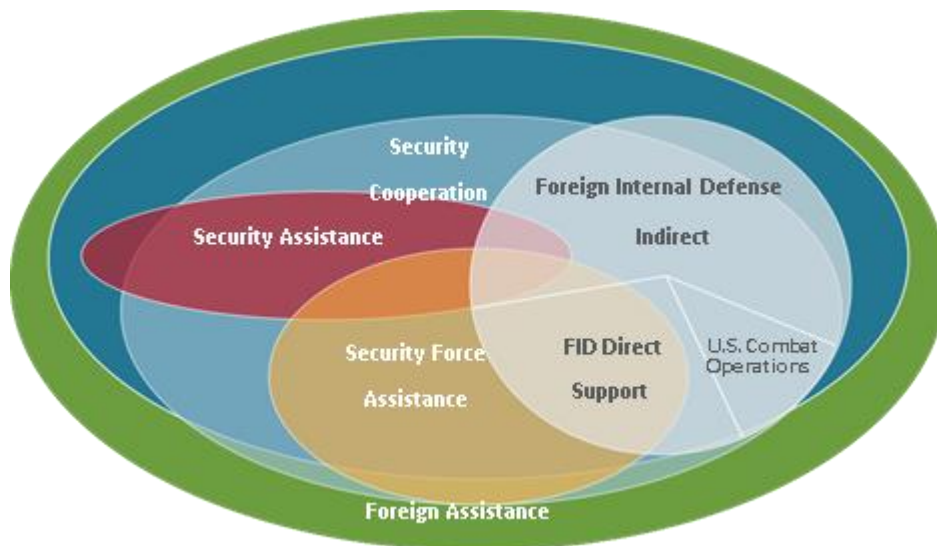 Security
Cooperation
Foreign Internal Defense
Indirect
Security Assistance
Security Force
Assistance
FID Direct
Support
U.S. Combat
Operations
Foreign Assistance